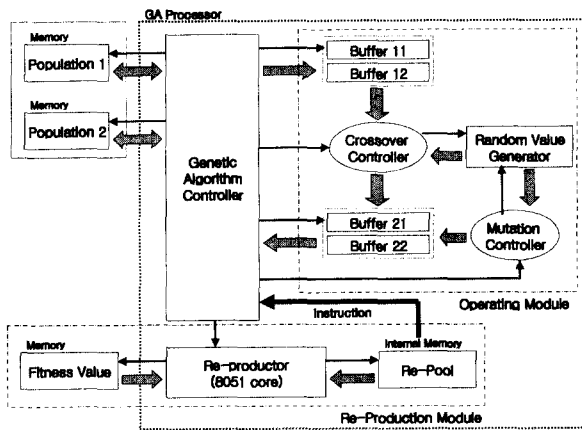 GA Processor
Memory
Population 1
Memory
Population 2
Genetic
Algorithm
Controller
Buffer 11
Buffer 12
Crossover
Controller
Random Value
Generator
Buffer 21
Buffer 22
Mutation
Controller
Operating Module
Instruction
Memory
Fitness Value
Re-productor
(8051 core)
Internal Memory
Re-Pool
Re-Production Module